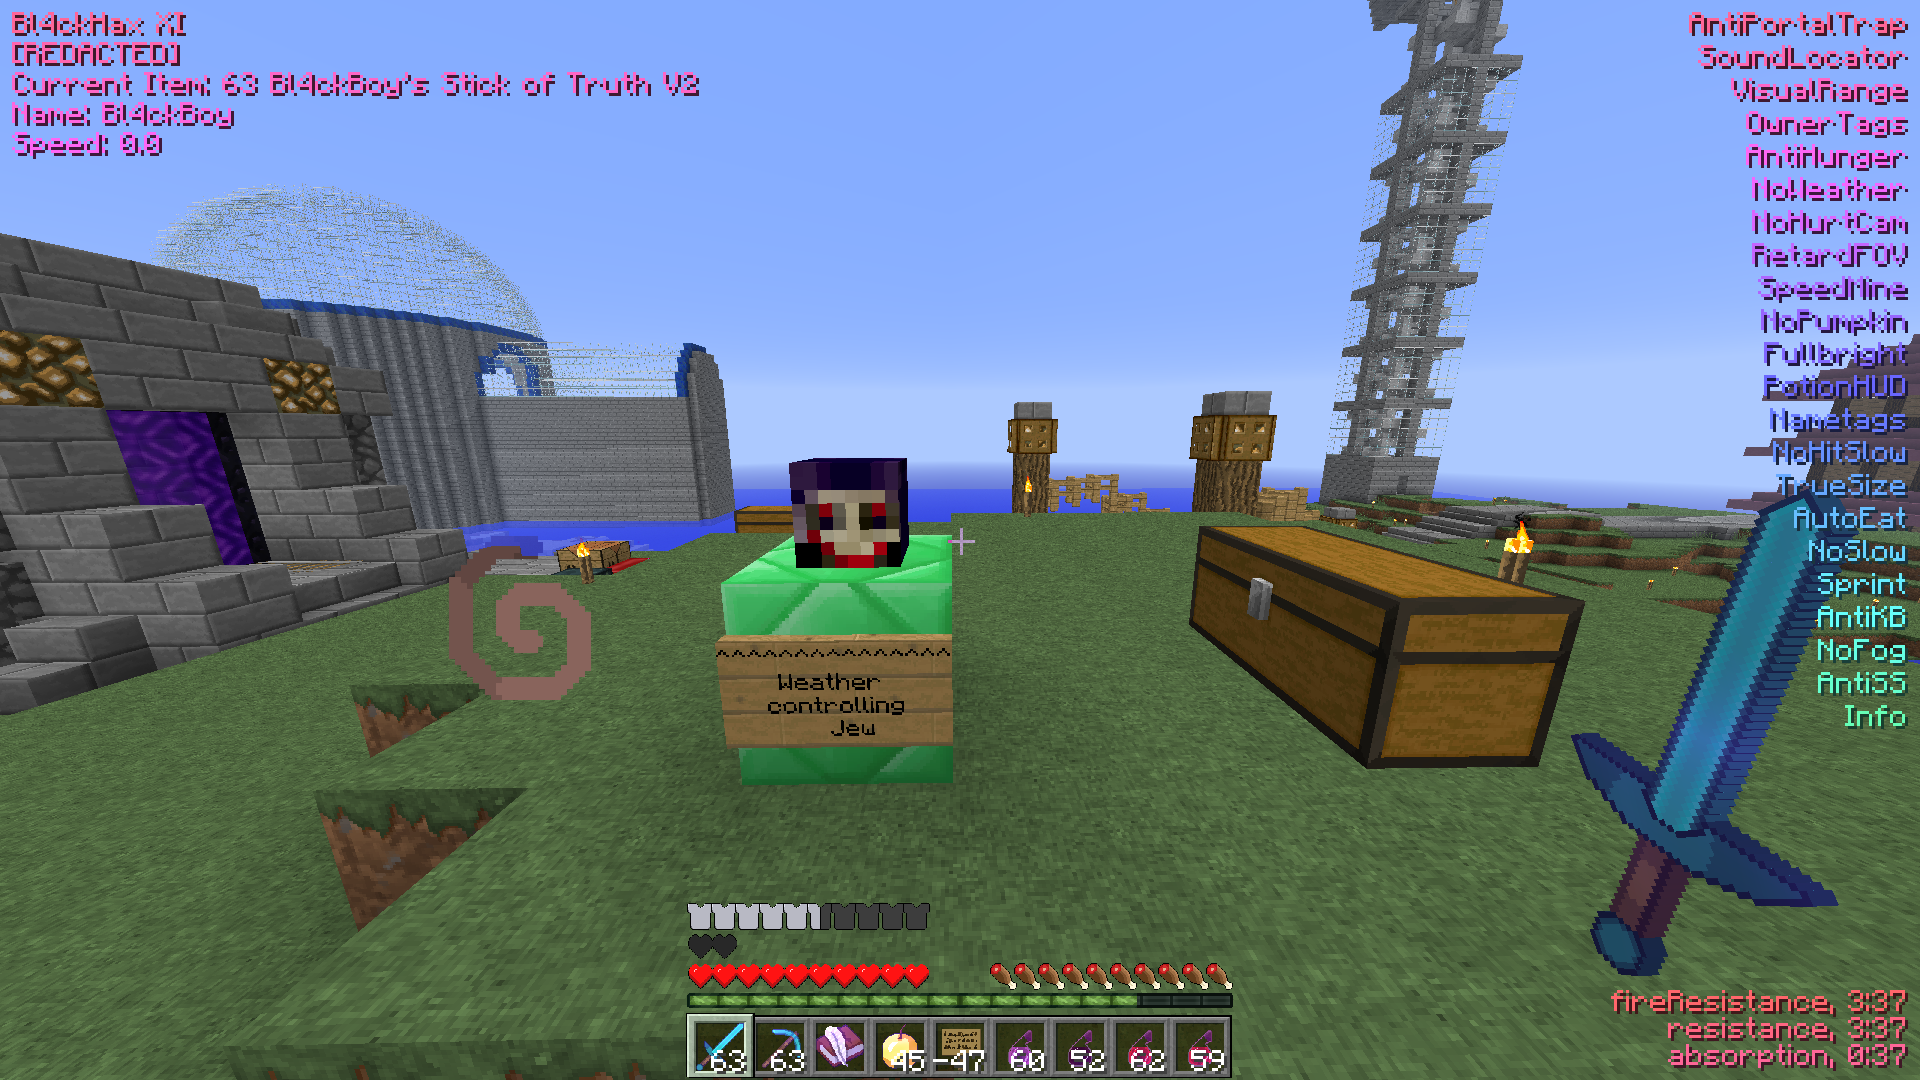 Bl4ckMax XI
[REDACTED]
Current Item: 63 Bl4ckBoy's Stick of Truth V2
Name: Bl4ckBoy
Speed: 0.0
AntiPortalTrap
SoundLocator
VisualRange
OwnerTags
AntiHunger
NoWeather
NoHurtCam
RetardFOV
SpeedMine
NoPumpkin
Fullbright
PotionHUD
Nametags
NoHitSlow
TrueSize
AutoEat
NoSlow
Sprint
AntiKB
NoFog
AntiSS
Info
Weather
controlling
Jew
fireResistance, 3:37
resistance, 3:37
absorption, 0:37
63 63 45 -47 60 52 62 59